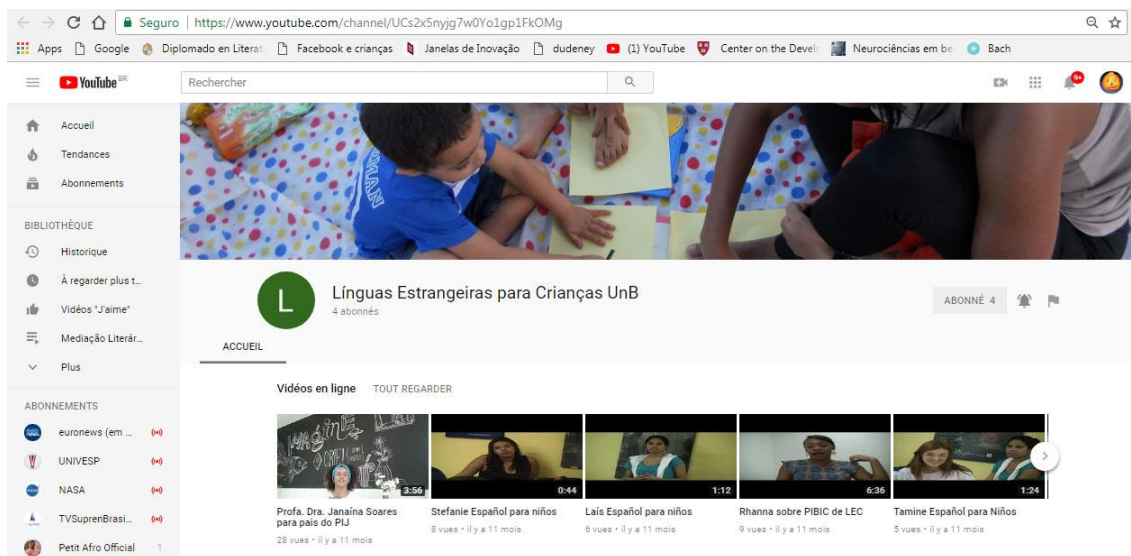 Seguro | https://www.youtube.com/channel/UCs2x5nyjg7w0Yo1gp1FkOMg
Apps Google Diplomado en Literat Facebook e crianças Janelas de Inovação dudeney (1) YouTube Center on the Develo Neurociências em be Bach
YouTube BR Rechercher 9+
Accueil
Tendances
Abonnements
BIBLIOTHÈQUE
Historique
À regarder plus t...
Vidéos "J'aime"
Mediação Literár...
Plus
ABONNEMENTS
euronews (em ...
UNIVESP
NASA
TVSuprenBrasi...
Petit Afro Official 1
L
Línguas Estrangeiras para Crianças UnB
4 abonnés
ABONNÉ 4
ACCUEIL
Vidéos en ligne TOUT REGARDER
IMAGINE
3:56 0:44 1:12 6:36 1:24
Profa. Dra. Janaína Soares
para pais do PIJ
28 vues • il y a 11 mois
Stefanie Español para niños
8 vues • il y a 11 mois
Laís Español para niños
6 vues • il y a 11 mois
Rhanna sobre PIBIC de LEC
9 vues • il y a 11 mois
Tamine Español para Niños
5 vues • il y a 11 mois